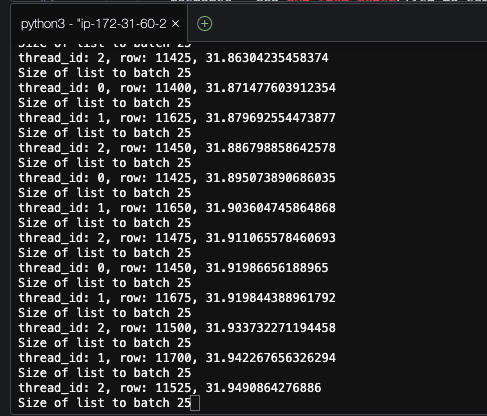 python3 - "ip-172-31-60-2 ×
Size of list to batch 25
thread_id: 2, row: 11425, 31.86304235458374
Size of list to batch 25
thread_id: 0, row: 11400, 31.871477603912354
Size of list to batch 25
thread_id: 1, row: 11625, 31.879692554473877
Size of list to batch 25
thread_id: 2, row: 11450, 31.886798858642578
Size of list to batch 25
thread_id: 0, row: 11425, 31.895073890686035
Size of list to batch 25
thread_id: 1, row: 11650, 31.903604745864868
Size of list to batch 25
thread_id: 2, row: 11475, 31.911065578460693
Size of list to batch 25
thread_id: 0, row: 11450, 31.91986656188965
Size of list to batch 25
thread_id: 1, row: 11675, 31.919844388961792
Size of list to batch 25
thread_id: 2, row: 11500, 31.933732271194458
Size of list to batch 25
thread_id: 1, row: 11700, 31.942267656326294
Size of list to batch 25
thread_id: 2, row: 11525, 31.9490864276886
Size of list to batch 25